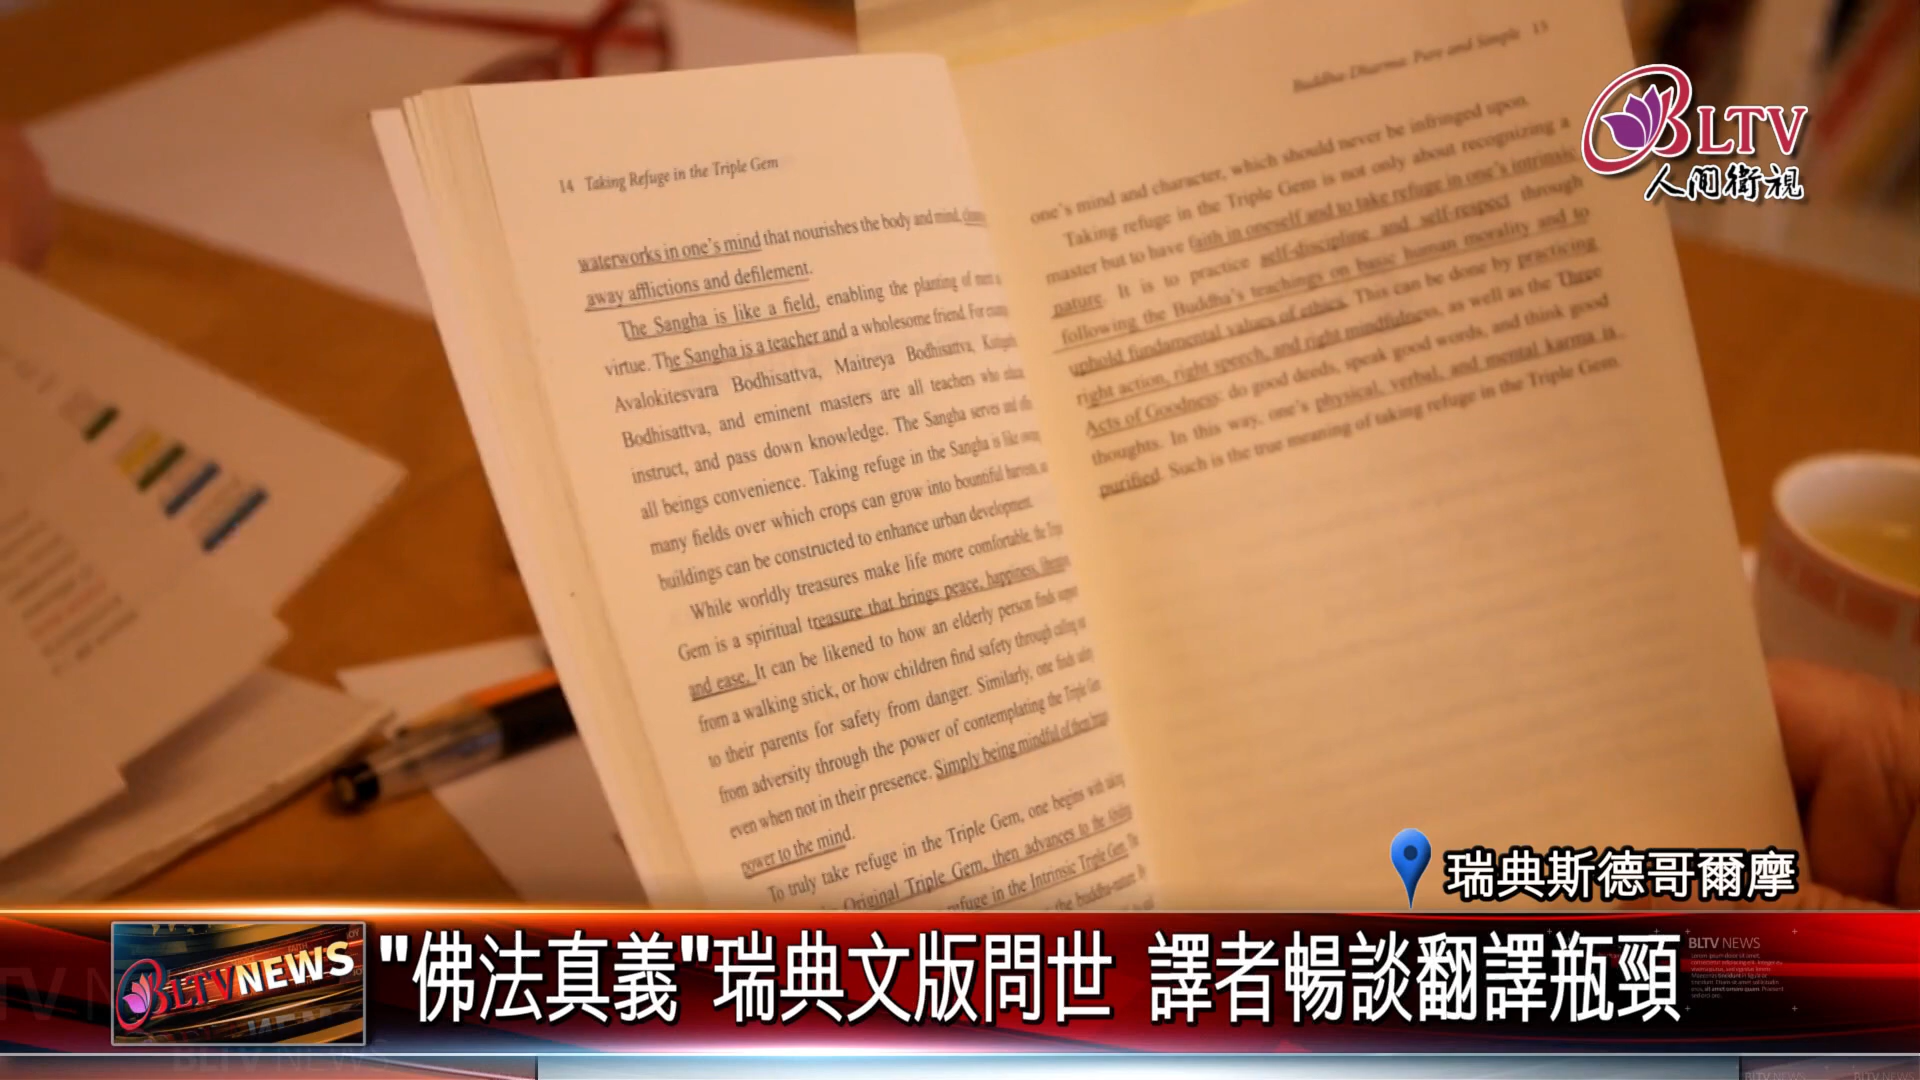 14 Taking Refuge in the Triple Gem
waterworks in one's mind that nourishes the body and mind,
away afflictions and defilement.
The Sangha is like a field, enabling the planting of
virtue. The Sangha is a teacher and a wholesome friend. For
Avalokitesvara Bodhisattva, Maitreya Bodhisattva,
Bodhisattva, and eminent masters are all teachers who
instruct, and pass down knowledge. The Sangha serves and
all beings convenience. Taking refuge in the Sangha is like
many fields over which crops can grow into bountiful harvest,
buildings can be constructed to enhance urban development.
While worldly treasures make life more comfortable, the
Gem is a spiritual treasure that brings peace, happiness,
and ease. It can be likened to how an elderly person finds
from a walking stick, or how children find safety through
to their parents for safety from danger. Similarly, one finds
from adversity through the power of contemplating the Triple Gem
even when not in their presence. Simply being mindful of them
power to the mind.
To truly take refuge in the Triple Gem, one begins with
Original Triple Gem, then advances to the
refuge in the Intrinsic Triple Gem.
the buddha-nature
Buddha-Dharma: Pure and Simple
one's mind and character, which should never be infringed upon.
Taking refuge in the Triple Gem is not only about recognizing a
master but to have faith in oneself and to take refuge in one's intrinsic
nature. It is to practice self-discipline and self-respect through
following the Buddha's teachings on basic human morality and to
uphold fundamental values of ethics. This can be done by practicing
right action, right speech, and right mindfulness, as well as the Three
Acts of Goodness: do good deeds, speak good words, and think good
thoughts. In this way, one's physical, verbal, and mental karma is
purified. Such is the true meaning of taking refuge in the Triple Gem.
BLTV
人間衛視
瑞典斯德哥爾摩
BLTV NEWS
"佛法真義"瑞典文版問世 譯者暢談翻譯瓶頸
BLTV NEWS